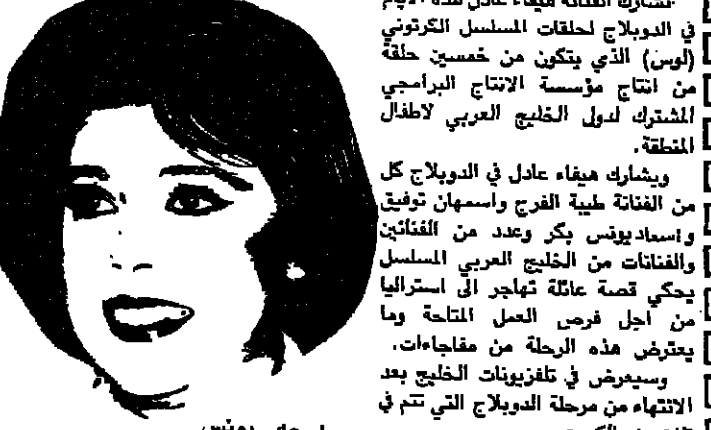 تشارك الفنانة هيفاء عادل هذه الايام
في الدوبلاج لحلقات المسلسل الكرتوني
(لوسي) الذي يتكون من خمسين حلقة
من انتاج مؤسسة الانتاج البرامجي
المشترك لدول الخليج العربي لاطفال
المنطقة.
ويشارك هيفاء عادل في الدوبلاج كل
من الفنانة طيبة الفرج واسمهان توفيق
واسعاد يونس بكر وعدد من الفنانين
والفنانات من الخليج العربي المسلسل
يحكي قصة عائلة تهاجر الى استراليا
من اجل فرص العمل المتاحة وما
يعترض هذه الرحلة من مفاجاءات.
وسيعرض في تلفزيونات الخليج بعد
الانتهاء من مرحلة الدوبلاج التي تتم في